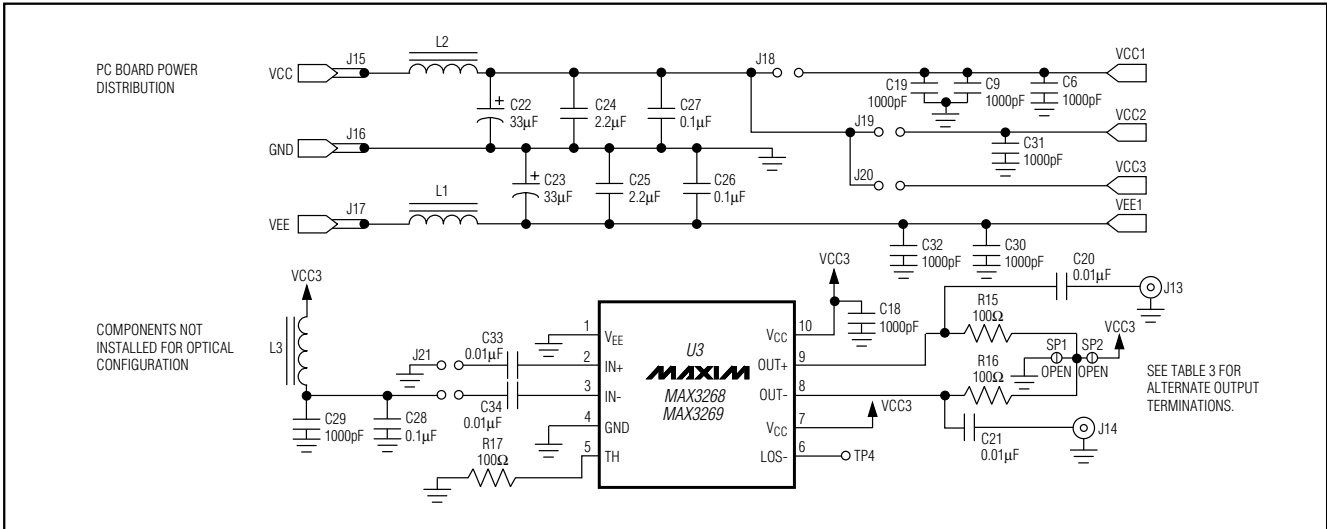 PC BOARD POWER
DISTRIBUTION
VCC
J15
L2
J18
VCC1
C22
33µF
+
C24
2.2µF
C27
0.1µF
C19
1000pF
C9
1000pF
C6
1000pF
GND
J16
J19
VCC2
C31
1000pF
C23
33µF
+
C25
2.2µF
C26
0.1µF
J20
VCC3
VEE
J17
L1
VEE1
C32
1000pF
C30
1000pF
COMPONENTS NOT
INSTALLED FOR OPTICAL
CONFIGURATION
VCC3
L3
C29
1000pF
C28
0.1µF
J21
C33
0.01µF
C34
0.01µF
R17
100Ω
1
VEE
2
IN+
3
IN-
4
GND
5
TH
U3
MAXIM
MAX3268
MAX3269
VCC
10
OUT+
9
OUT-
8
VCC
7
LOS-
6
TP4
VCC3
C18
1000pF
VCC3
C20
0.01µF
J13
R15
100Ω
R16
100Ω
SP1
OPEN
SP2
OPEN
VCC3
C21
0.01µF
J14
SEE TABLE 3 FOR
ALTERNATE OUTPUT
TERMINATIONS.